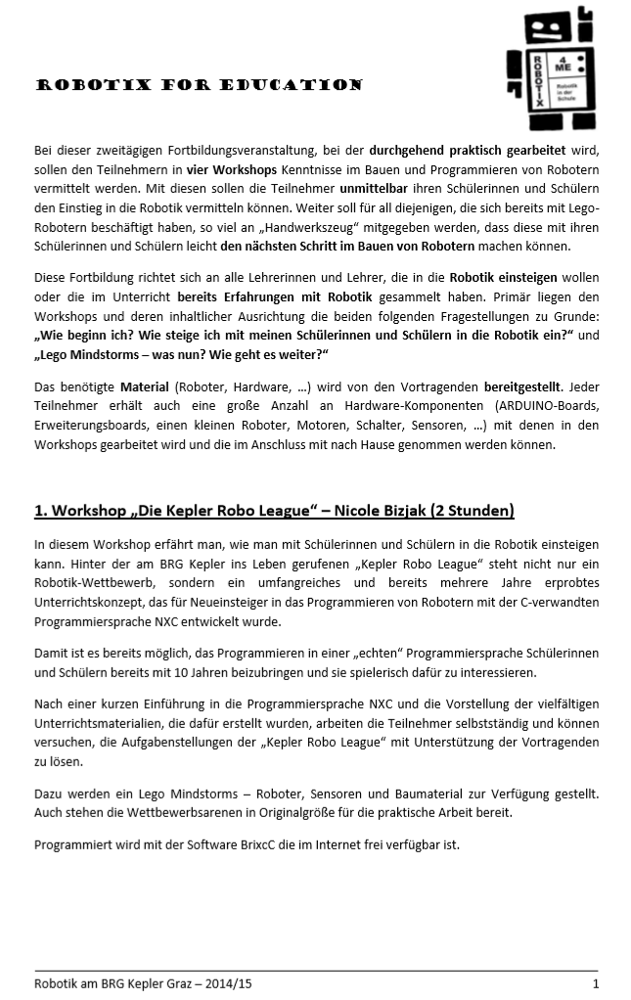 ROBOTIX FOR EDUCATION
ROBOTIX
4
ME
Robotik
in der
Schule
Bei dieser zweitägigen Fortbildungsveranstaltung, bei der durchgehend praktisch gearbeitet wird,
sollen den Teilnehmern in vier Workshops Kenntnisse im Bauen und Programmieren von Robotern
vermittelt werden. Mit diesen sollen die Teilnehmer unmittelbar ihren Schülerinnen und Schülern
den Einstieg in die Robotik vermitteln können. Weiter soll für all diejenigen, die sich bereits mit Lego-
Robotern beschäftigt haben, so viel an „Handwerkszeug“ mitgegeben werden, dass diese mit ihren
Schülerinnen und Schülern leicht den nächsten Schritt im Bauen von Robotern machen können.
Diese Fortbildung richtet sich an alle Lehrerinnen und Lehrer, die in die Robotik einsteigen wollen
oder die im Unterricht bereits Erfahrungen mit Robotik gesammelt haben. Primär liegen den
Workshops und deren inhaltlicher Ausrichtung die beiden folgenden Fragestellungen zu Grunde:
„Wie beginn ich? Wie steige ich mit meinen Schülerinnen und Schülern in die Robotik ein?“ und
„Lego Mindstorms – was nun? Wie geht es weiter?“
Das benötigte Material (Roboter, Hardware, …) wird von den Vortragenden bereitgestellt. Jeder
Teilnehmer erhält auch eine große Anzahl an Hardware-Komponenten (ARDUINO-Boards,
Erweiterungsboards, einen kleinen Roboter, Motoren, Schalter, Sensoren, …) mit denen in den
Workshops gearbeitet wird und die im Anschluss mit nach Hause genommen werden können.
1. Workshop „Die Kepler Robo League“ – Nicole Bizjak (2 Stunden)
In diesem Workshop erfährt man, wie man mit Schülerinnen und Schülern in die Robotik einsteigen
kann. Hinter der am BRG Kepler ins Leben gerufenen „Kepler Robo League“ steht nicht nur ein
Robotik-Wettbewerb, sondern ein umfangreiches und bereits mehrere Jahre erprobtes
Unterrichtskonzept, das für Neueinsteiger in das Programmieren von Robotern mit der C-verwandten
Programmiersprache NXC entwickelt wurde.
Damit ist es bereits möglich, das Programmieren in einer „echten“ Programmiersprache Schülerinnen
und Schülern bereits mit 10 Jahren beizubringen und sie spielerisch dafür zu interessieren.
Nach einer kurzen Einführung in die Programmiersprache NXC und die Vorstellung der vielfältigen
Unterrichtsmaterialien, die dafür erstellt wurden, arbeiten die Teilnehmer selbstständig und können
versuchen, die Aufgabenstellungen der „Kepler Robo League“ mit Unterstützung der Vortragenden
zu lösen.
Dazu werden ein Lego Mindstorms – Roboter, Sensoren und Baumaterial zur Verfügung gestellt.
Auch stehen die Wettbewerbsarenen in Originalgröße für die praktische Arbeit bereit.
Programmiert wird mit der Software BrixcC die im Internet frei verfügbar ist.
Robotik am BRG Kepler Graz – 2014/15 1